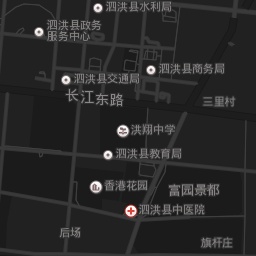 泗洪县水利局
泗洪县政务
服务中心
泗洪县商务局
泗洪县交通局
长江东路
三里村
洪翔中学
泗洪县教育局
香港花园
富园景都
泗洪县中医院
后场
旗杆庄